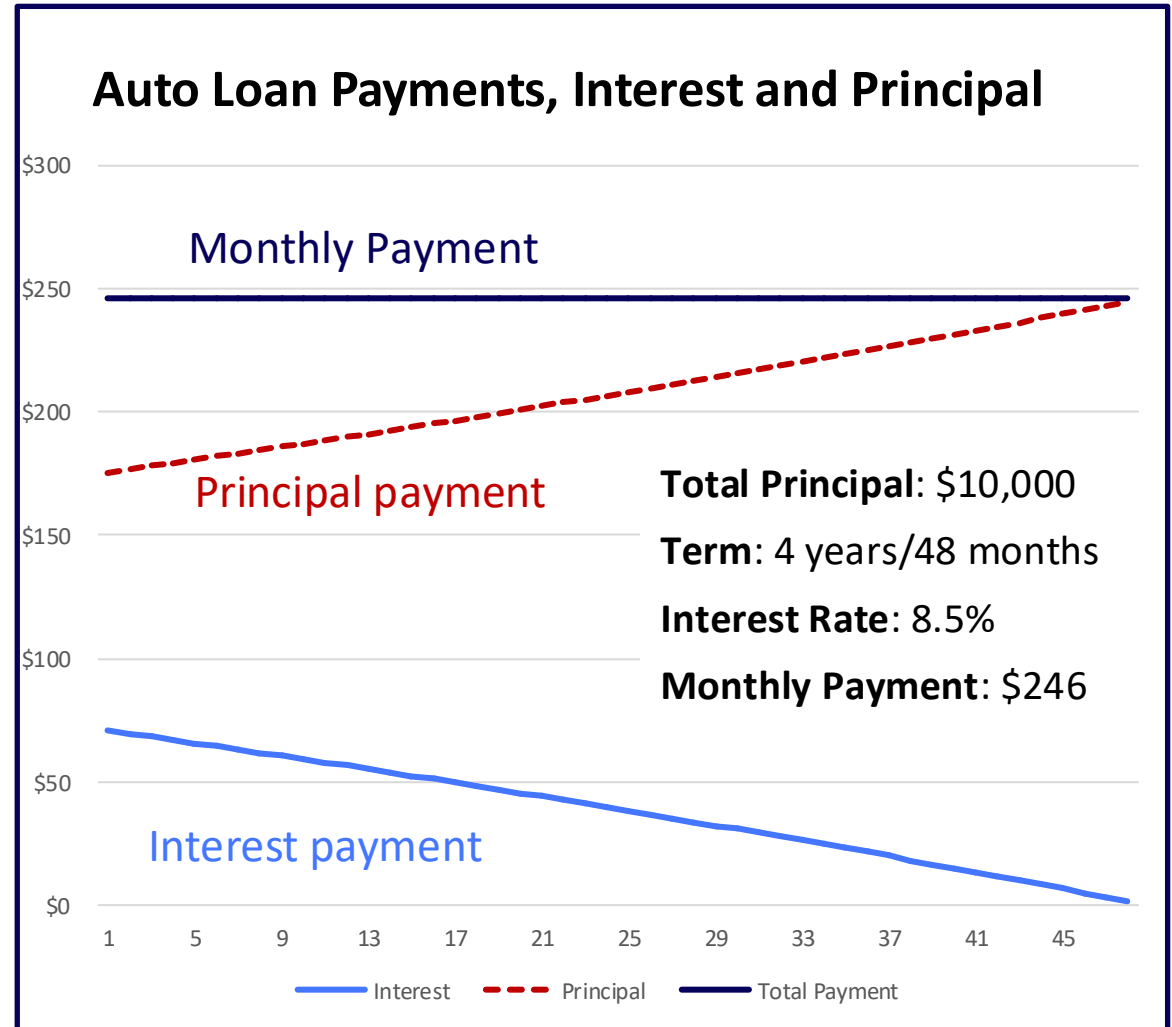 Auto Loan Payments, Interest and Principal
$300
Monthly Payment
$250
$200
Principal payment
Total Principal: $10,000
$150
Term: 4 years/48 months
Interest Rate: 8.5%
$100
Monthly Payment: $246
$50
Interest payment
$0
1 5 9 13 17 21 25 29 33 37 41 45
Interest Principal Total Payment